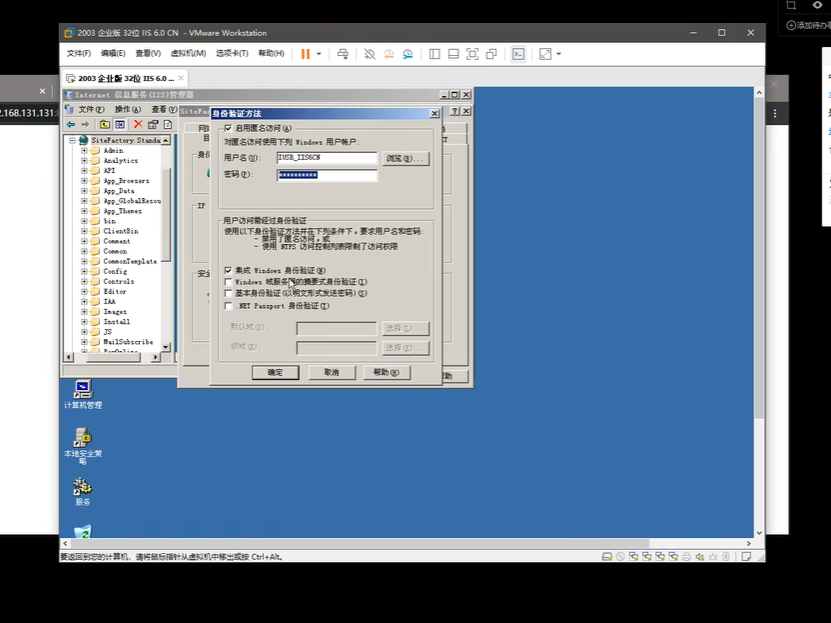 添加待办事
2003 企业版 32位 IIS 6.0 CN - VMware Workstation
文件(F) 编辑(E) 查看(V) 虚拟机(M) 选项卡(T) 帮助(H)
2003 企业版 32位 IIS 6.0 ...
.168.131.131:
Internet 信息服务(IIS)管理器
文件(F) 操作(A) 查看(V)
SiteFac
身份验证方法
SiteFactory.Standa
Admin
Analytics
API
App_Browsers
App_Data
App_GlobalResou
App_Themes
bin
ClientBin
Comment
Common
CommonTemplate
Config
Controls
Editor
IAA
Images
Install
JS
MailSubscribe
启用匿名访问(A)
对匿名访问使用下列 Windows 用户帐户:
用户名(U): IUSR_IIS6CN 浏览(B)...
密码(P): **********
用户访问需经过身份验证
使用以下身份验证方法并在下列条件下，要求用户名和密码:
- 禁用了匿名访问，或
- 使用 NTFS 访问控制列表限制了访问权限
集成 Windows 身份验证(N)
Windows 域服务器的摘要式身份验证(I)
基本身份验证(以明文形式发送密码)(S)
.NET Passport 身份验证(T)
默认域(D): 选择(L)
领域(R): 选择(E)
确定 取消 帮助(H)
IP
安全
计算机管理
本地安全策略
服务
要返回到您的计算机，请将鼠标指针从虚拟机中移出或按 Ctrl+Alt。